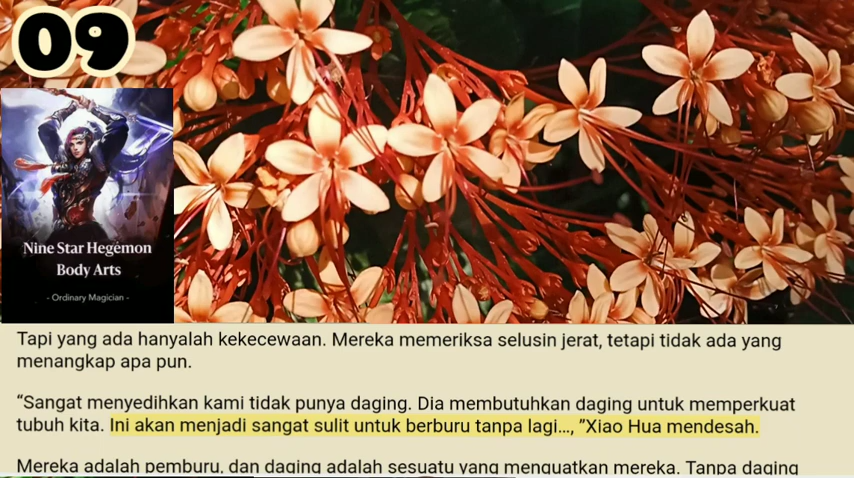 09
Nine Star Hegemon
Body Arts
- Ordinary Magician -
Tapi yang ada hanyalah kekecewaan. Mereka memeriksa selusin jerat, tetapi tidak ada yang
menangkap apa pun.
“Sangat menyedihkan kami tidak punya daging. Dia membutuhkan daging untuk memperkuat
tubuh kita. Ini akan menjadi sangat sulit untuk berburu tanpa lagi…, ”Xiao Hua mendesah.
Mereka adalah pemburu, dan daging adalah sesuatu yang menguatkan mereka. Tanpa daging